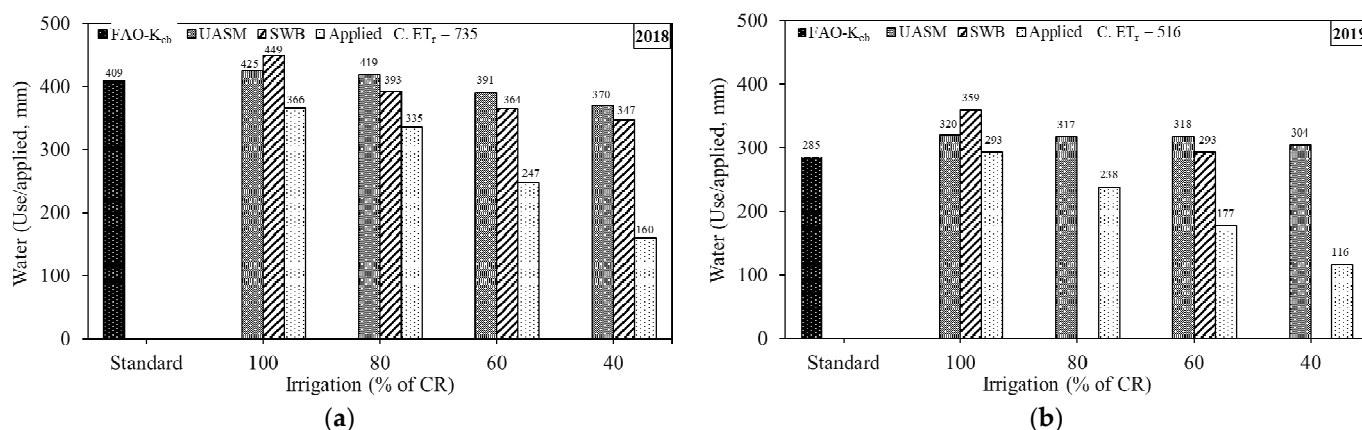 500
FAO-Kcb UASM SWB Applied C. ETr – 735 2018
409 425 449 366 419 393 335 391 364 247 370 347 160
400
300
200
100
0
Water (Use/applied, mm)
Standard 100 80 60 40
Irrigation (% of CR)
(a)
500
FAO-Kcb UASM SWB Applied C. ETr – 516 2019
285 320 359 293 317 238 318 293 177 304 116
400
300
200
100
0
Water (Use/applied, mm)
Standard 100 80 60 40
Irrigation (% of CR)
(b)